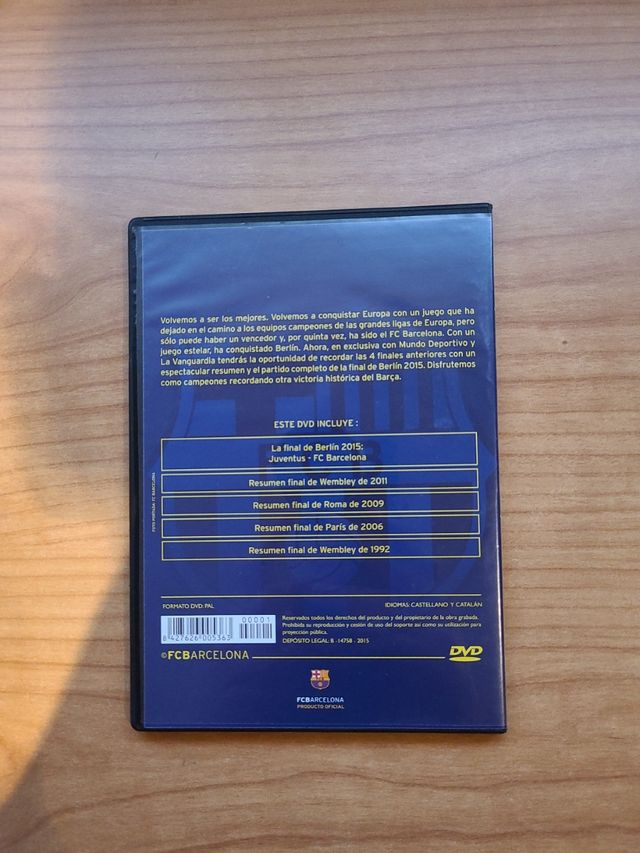 Volvemos a ser los mejores. Volvemos a conquistar Europa con un juego que ha
dejado en el camino a los equipos campeones de las grandes ligas de Europa, pero
sólo puede haber un vencedor y, por quinta vez, ha sido el FC Barcelona. Con un
juego estelar, ha conquistado Berlín. Ahora, en exclusiva con Mundo Deportivo y
La Vanguardia tendrás la oportunidad de recordar las 4 finales anteriores con un
espectacular resumen y el partido completo de la final de Berlín 2015. Disfrutemos
como campeones recordando otra victoria histórica del Barça.
ESTE DVD INCLUYE :
La final de Berlín 2015:
Juventus - FC Barcelona
Resumen final de Wembley de 2011
Resumen final de Roma de 2009
Resumen final de París de 2006
Resumen final de Wembley de 1992
FOTO PORTADA: FC BARCELONA
FORMATO DVD: PAL
IDIOMAS: CASTELLANO Y CATALÁN
00001
8 427626 005363
Reservados todos los derechos del producto y del propietario de la obra grabada.
Prohibida su reproducción y cesión de uso del soporte así como su utilización para
proyección pública.
DEPÓSITO LEGAL: B -14758 - 2015
©FCBARCELONA
DVD
FCBARCELONA
PRODUCTO OFICIAL